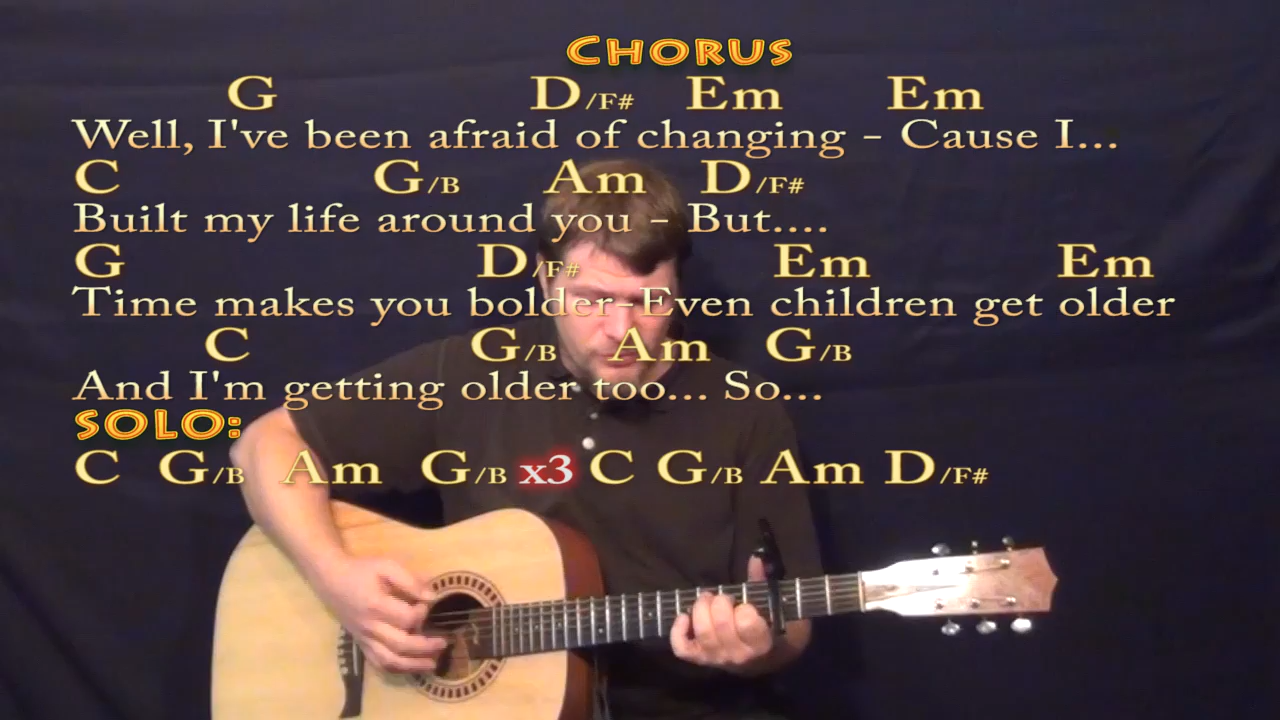 CHORUS
G D/F# Em Em
Well, I've been afraid of changing - Cause I...
C G/B Am D/F#
Built my life around you - But....
G D/F# Em Em
Time makes you bolder-Even children get older
C G/B Am G/B
And I'm getting older too... So...
SOLO:
C G/B Am G/B x3 C G/B Am D/F#